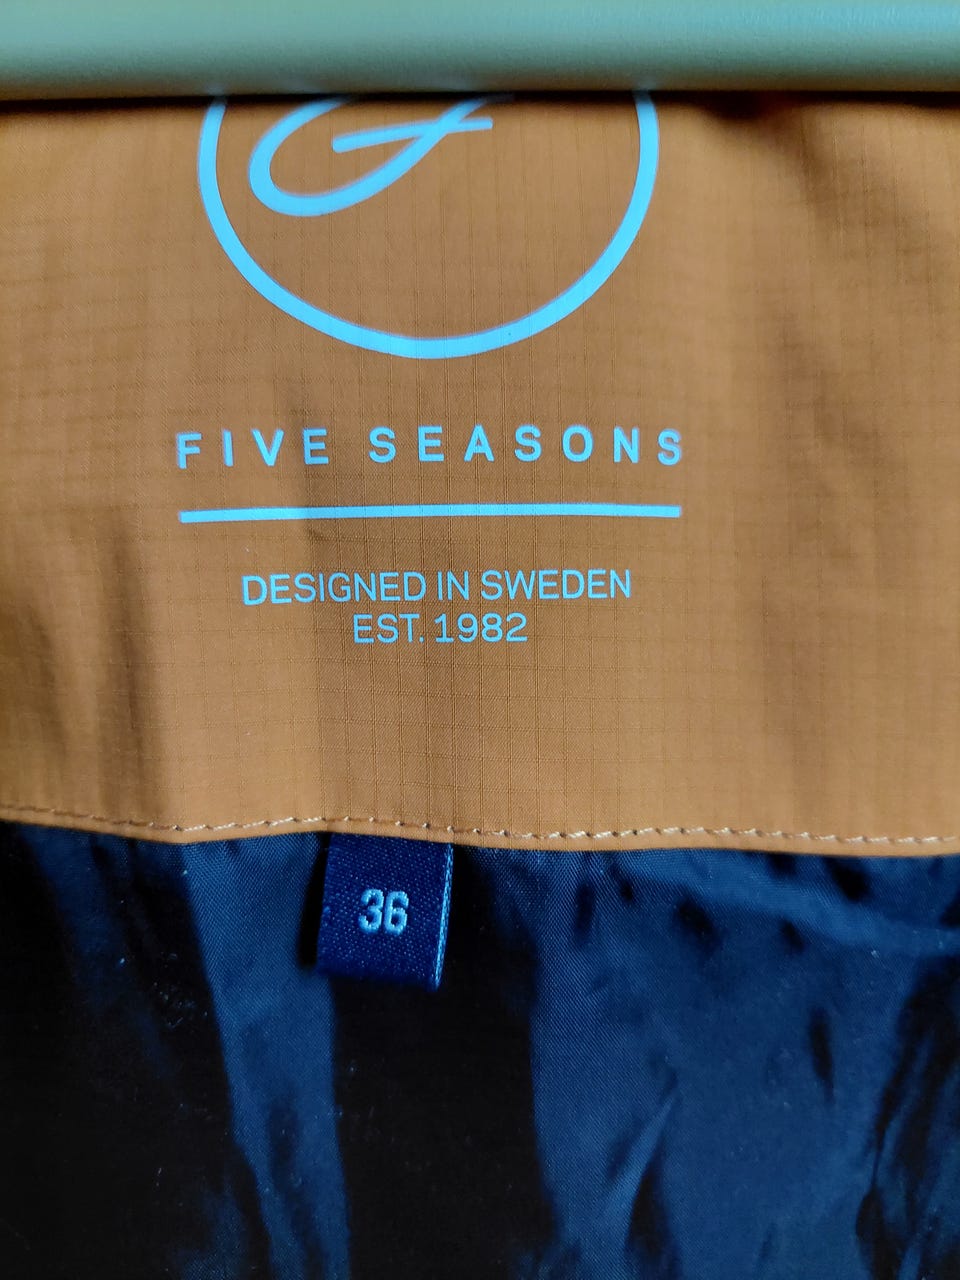 FIVE SEASONS
DESIGNED IN SWEDEN
EST. 1982
36